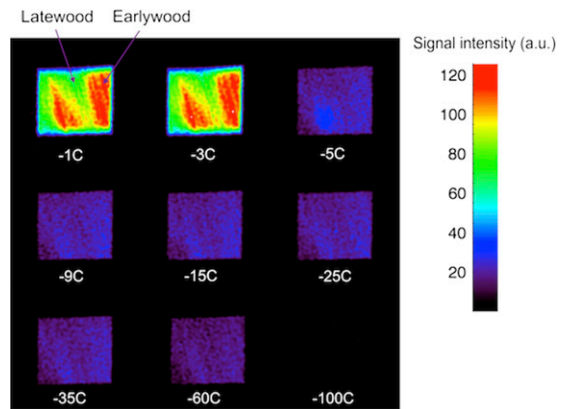 Latewood Earlywood
Signal intensity (a.u.)
-1C -3C -5C
-9C -15C -25C
-35C -60C -100C
120
100
80
60
40
20